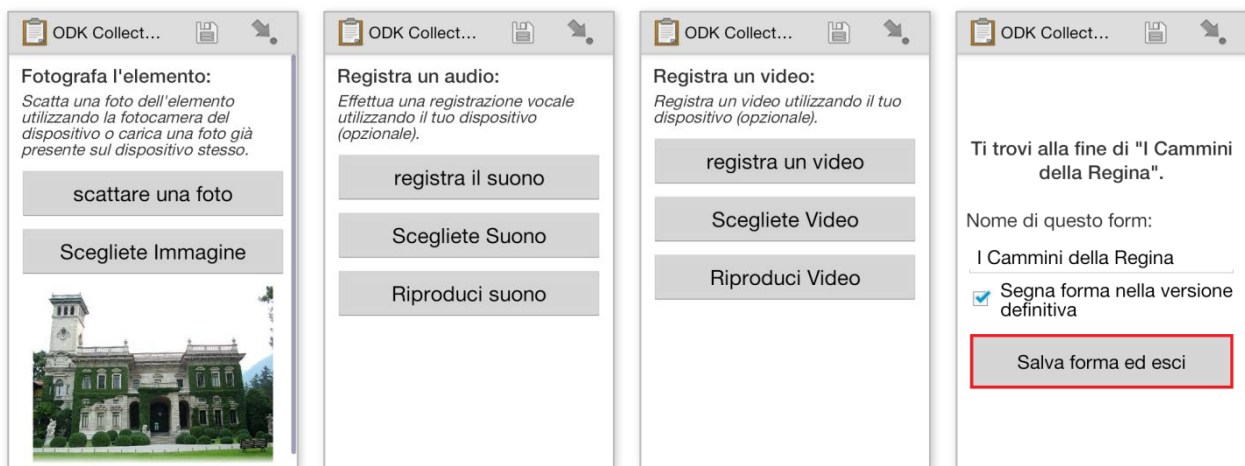 ODK Collect...
Fotografa l'elemento:
Scatta una foto dell'elemento
utilizzando la fotocamera del
dispositivo o carica una foto già
presente sul dispositivo stesso.
scattare una foto
Scegliete Immagine
ODK Collect...
Registra un audio:
Effettua una registrazione vocale
utilizzando il tuo dispositivo
(opzionale).
registra il suono
Scegliete Suono
Riproduci suono
ODK Collect...
Registra un video:
Registra un video utilizzando il tuo
dispositivo (opzionale).
registra un video
Scegliete Video
Riproduci Video
ODK Collect...
Ti trovi alla fine di "I Cammini
della Regina".
Nome di questo form:
I Cammini della Regina
Segna forma nella versione
definitiva
Salva forma ed esci